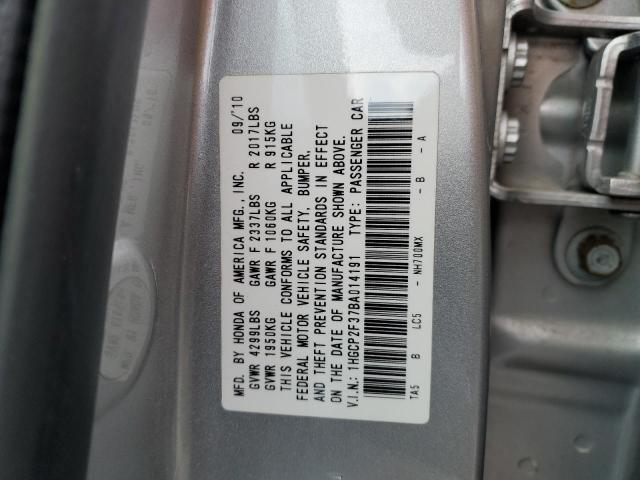 MFD. BY HONDA OF AMERICA MFG., INC. 09/'10
GVWR 4299LBS GAWR F 2337LBS R 2017LBS
GVWR 1950KG GAWR F 1060KG R 915KG
THIS VEHICLE CONFORMS TO ALL APPLICABLE
FEDERAL MOTOR VEHICLE SAFETY, BUMPER,
AND THEFT PREVENTION STANDARDS IN EFFECT
ON THE DATE OF MANUFACTURE SHOWN ABOVE.
V.I.N.: 1HGCP2F37BA014191 TYPE: PASSENGER CAR
TA5 B LC5 - NH700MX - B - A